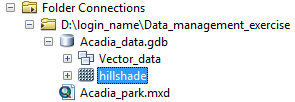 Folder Connections
D:\login_name\Data_management_exercise
Acadia_data.gdb
Vector_data
hillshade
Acadia_park.mxd